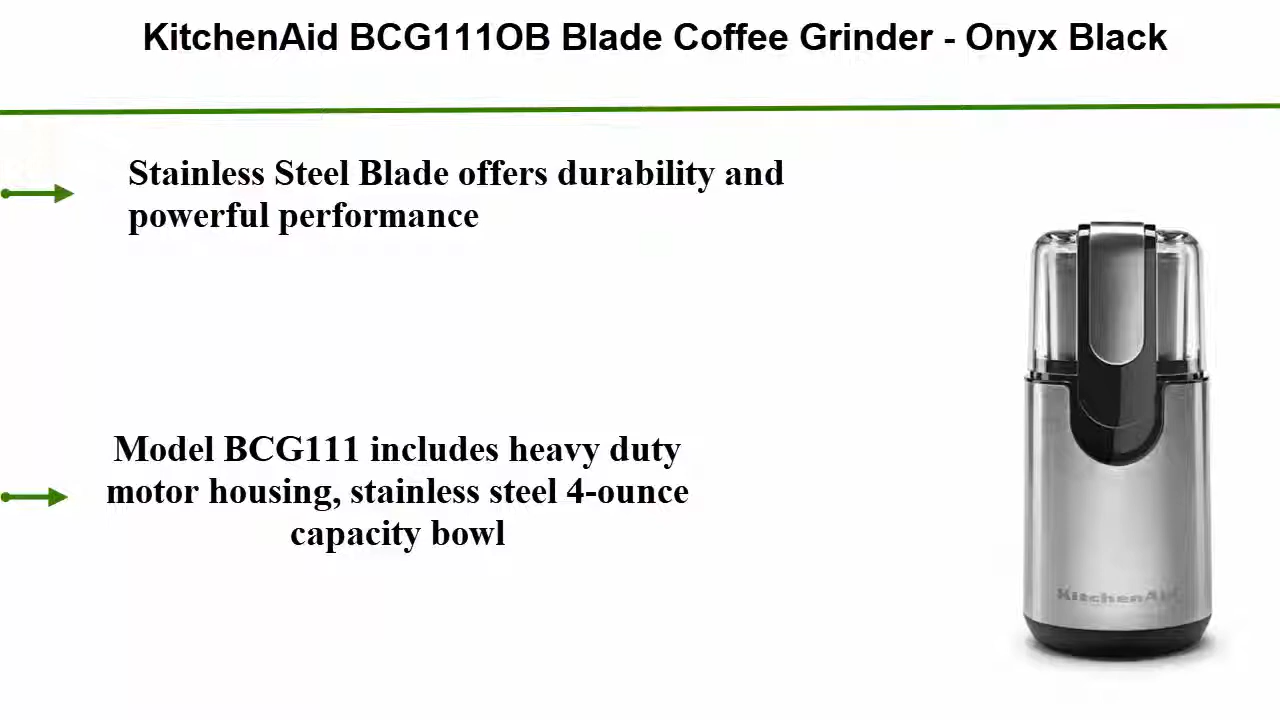 KitchenAid BCG111OB Blade Coffee Grinder - Onyx Black
Stainless Steel Blade offers durability and
powerful performance
Model BCG111 includes heavy duty
motor housing, stainless steel 4-ounce
capacity bowl
KitchenAid